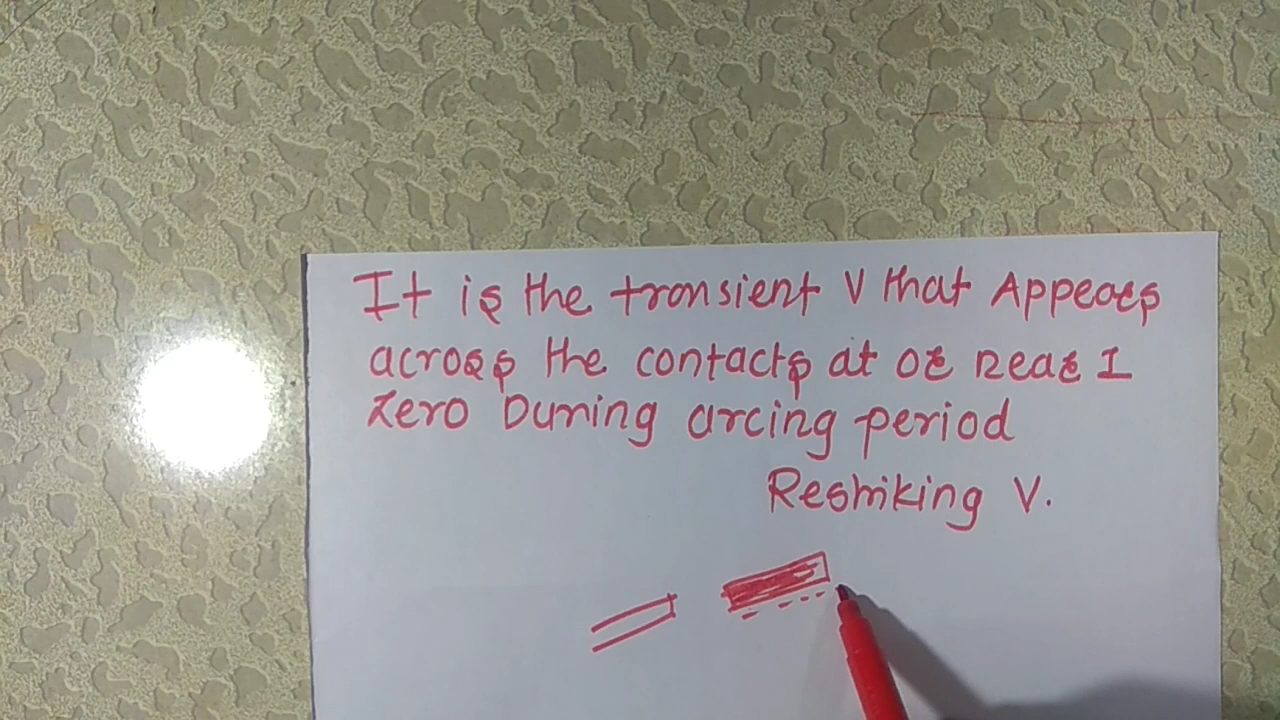 It is the transient V that Appears
across the contacts at or near I
Zero During arcing period
Restriking V.